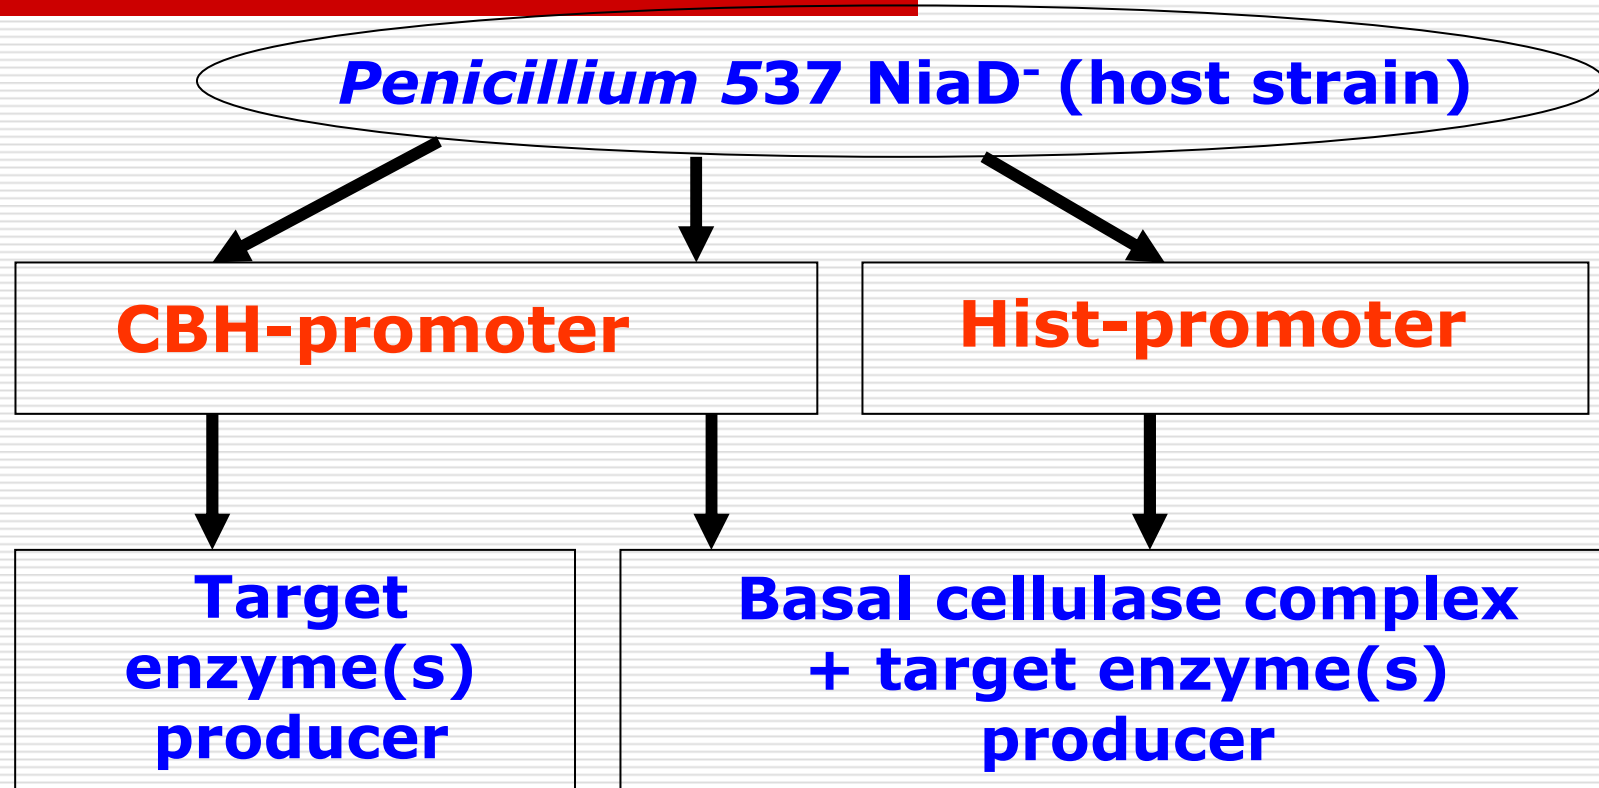 Penicillium 537 NiaD⁻ (host strain)
CBH-promoter
Hist-promoter
Target
enzyme(s)
producer
Basal cellulase complex
+ target enzyme(s)
producer